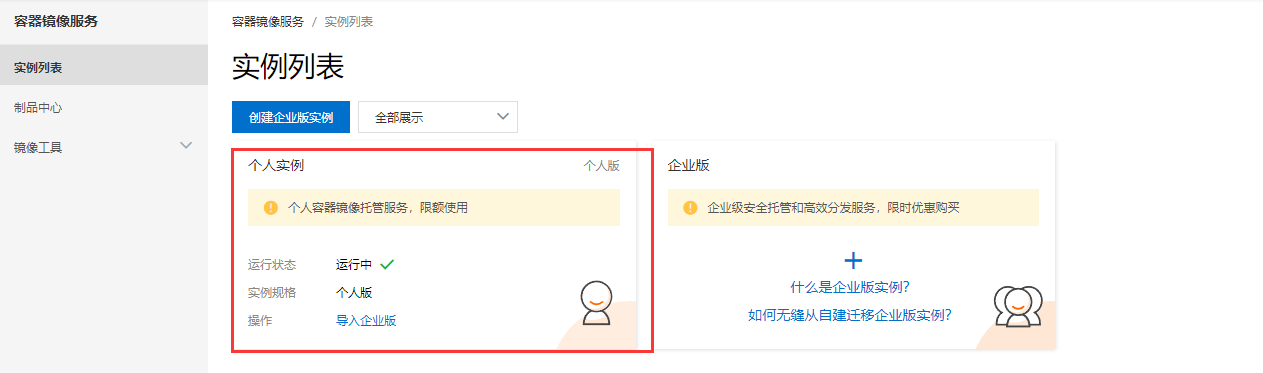 容器镜像服务
实例列表
制品中心
镜像工具
容器镜像服务 / 实例列表
实例列表
创建企业版实例
全部展示
个人实例
个人版
个人容器镜像托管服务，限额使用
运行状态 运行中
实例规格 个人版
操作 导入企业版
企业版
企业级安全托管和高效分发服务，限时优惠购买
什么是企业版实例？
如何无缝从自建迁移企业版实例？